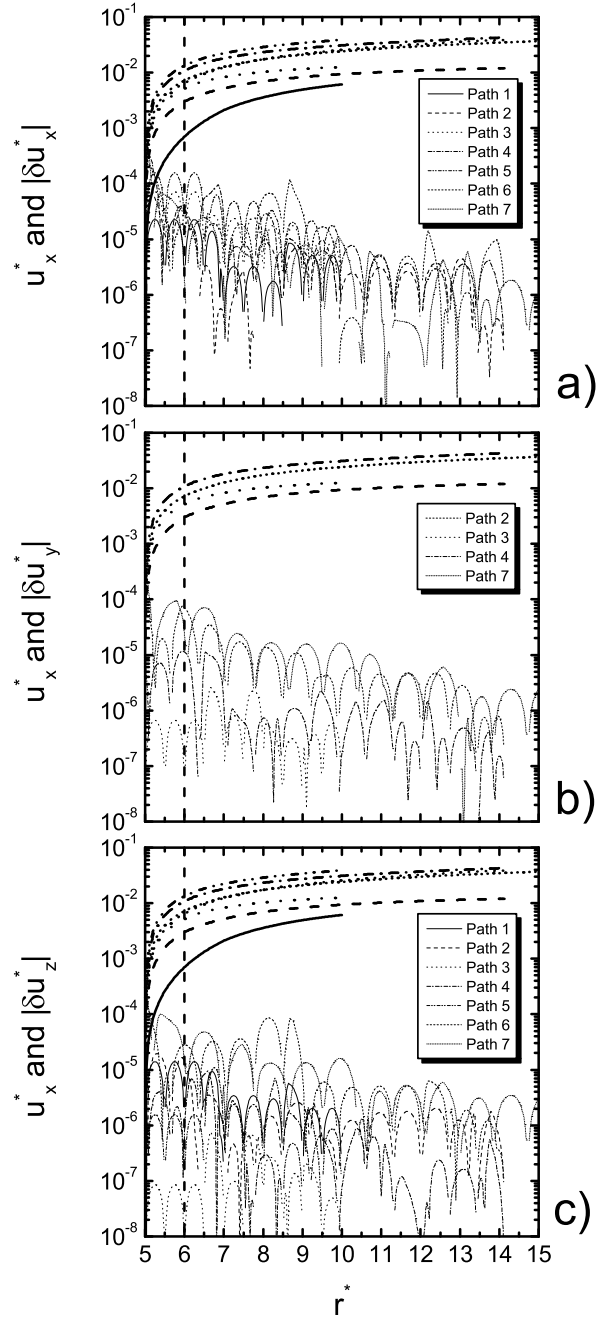 10^-1
10^-2
10^-3
10^-4
10^-5
10^-6
10^-7
10^-8
u*x and |δu*x|
Path 1
Path 2
Path 3
Path 4
Path 5
Path 6
Path 7
a)
10^-1
10^-2
10^-3
10^-4
10^-5
10^-6
10^-7
10^-8
u*x and |δu*y|
Path 2
Path 3
Path 4
Path 7
b)
10^-1
10^-2
10^-3
10^-4
10^-5
10^-6
10^-7
10^-8
u*x and |δu*z|
Path 1
Path 2
Path 3
Path 4
Path 5
Path 6
Path 7
c)
5 6 7 8 9 10 11 12 13 14 15
r*